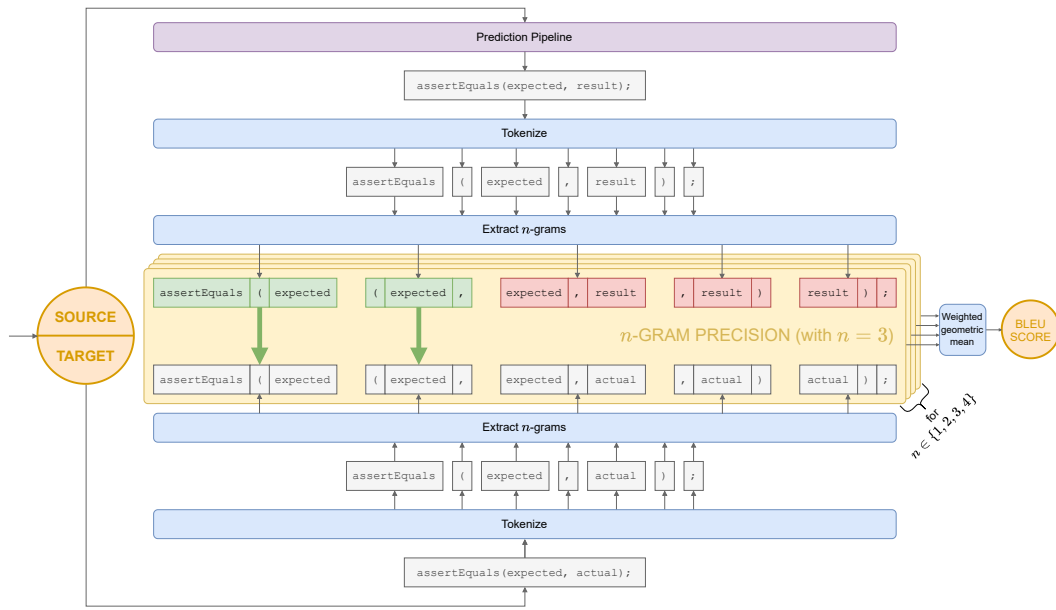 Prediction Pipeline
assertEquals(expected, result);
Tokenize
assertEquals ( expected , result ) ;
Extract n-grams
assertEquals ( expected ( expected , expected , result , result ) result ) ;
SOURCE
TARGET
n-GRAM PRECISION (with n = 3)
Weighted
geometric
mean
BLEU
SCORE
assertEquals ( expected ( expected , expected , actual , actual ) actual ) ;
for
n ∈ {1, 2, 3, 4}
Extract n-grams
assertEquals ( expected , actual ) ;
Tokenize
assertEquals(expected, actual);